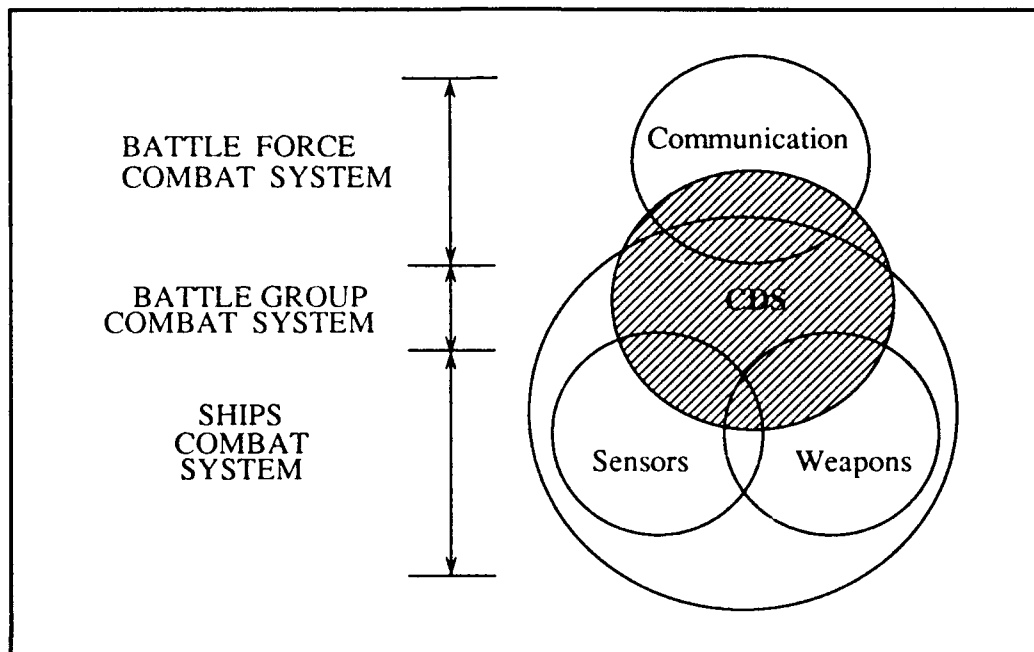 BATTLE FORCE
COMBAT SYSTEM
BATTLE GROUP
COMBAT SYSTEM
SHIPS
COMBAT
SYSTEM
Communication
CDS
Sensors
Weapons